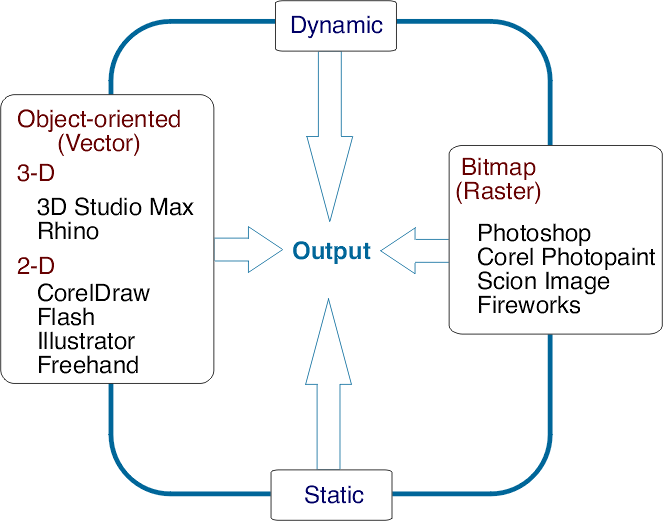 Dynamic
Object-oriented
(Vector)
3-D
3D Studio Max
Rhino
2-D
CorelDraw
Flash
Illustrator
Freehand
Output
Bitmap
(Raster)
Photoshop
Corel Photopaint
Scion Image
Fireworks
Static